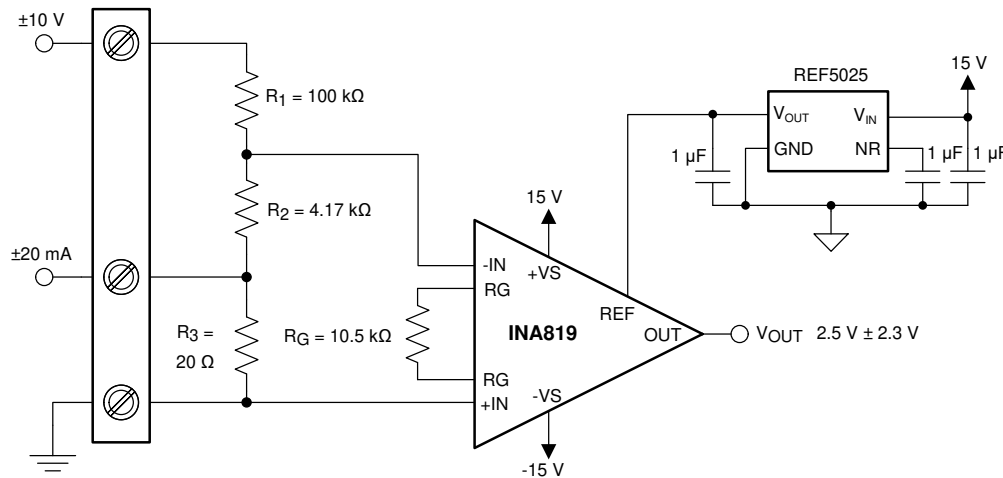 ±10 V
R1 = 100 kΩ
R2 = 4.17 kΩ
±20 mA
R3 =
20 Ω
RG = 10.5 kΩ
-IN
RG
INA819
RG
+IN
15 V
+VS
REF
OUT
-VS
-15 V
VOUT 2.5 V ± 2.3 V
REF5025
VOUT
VIN
GND
NR
15 V
1 µF
1 µF
1 µF